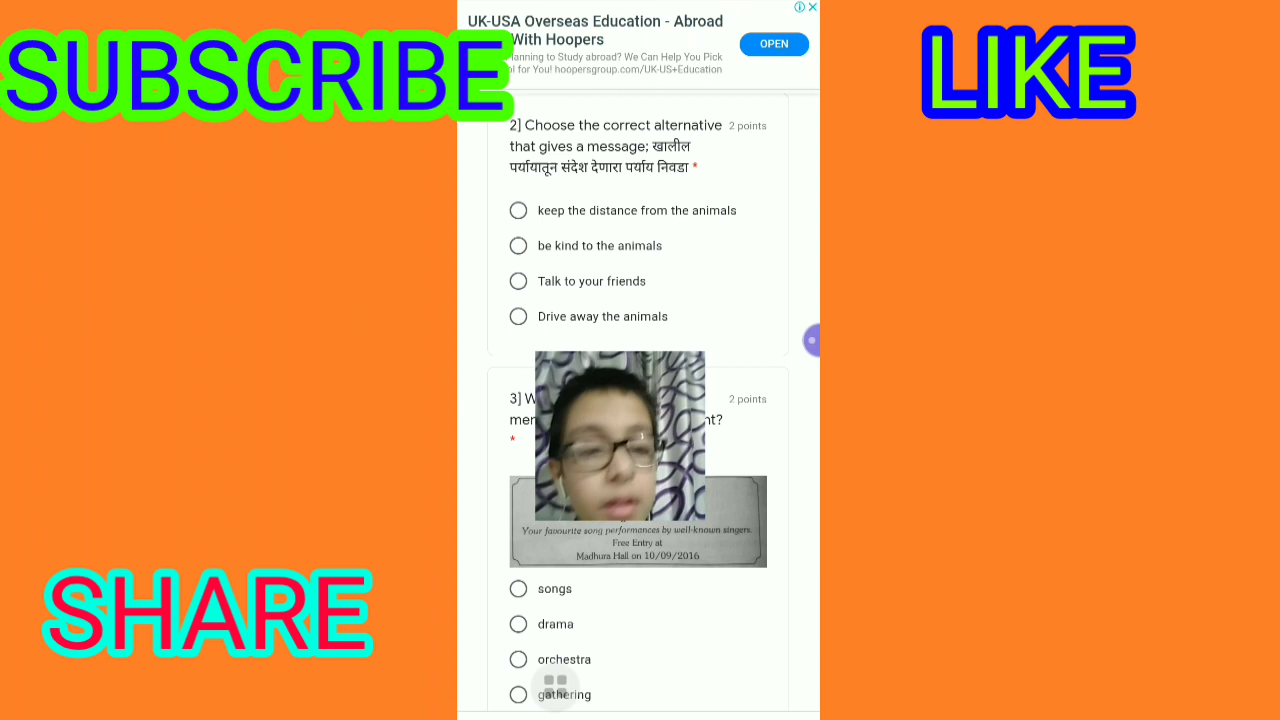 UK-USA Overseas Education - Abroad
With Hoopers
to Study abroad? We Can Help You Pick
for You! hoopersgroup.com/UK-US+Education
OPEN
SUBSCRIBE
LIKE
2] Choose the correct alternative 2 points
that gives a message; खालील
पर्यायातून संदेश देणारा पर्याय निवडा *
keep the distance from the animals
be kind to the animals
Talk to your friends
Drive away the animals
3] 2 points
*
Your favourite song performances by well-known singers.
Free Entry at
Madhura Hall on 10/09/2016
songs
drama
orchestra
gathering
SHARE